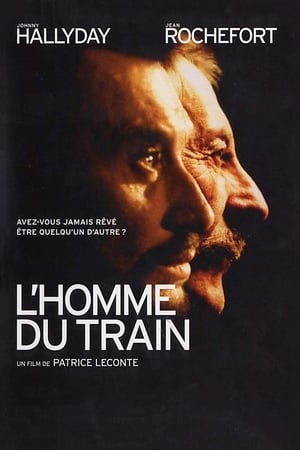 JOHNNY
HALLYDAY
JEAN
ROCHEFORT
AVEZ-VOUS JAMAIS RÊVÉ
ÊTRE QUELQU'UN D'AUTRE ?
L'HOMME
DU TRAIN
UN FILM DE PATRICE LECONTE